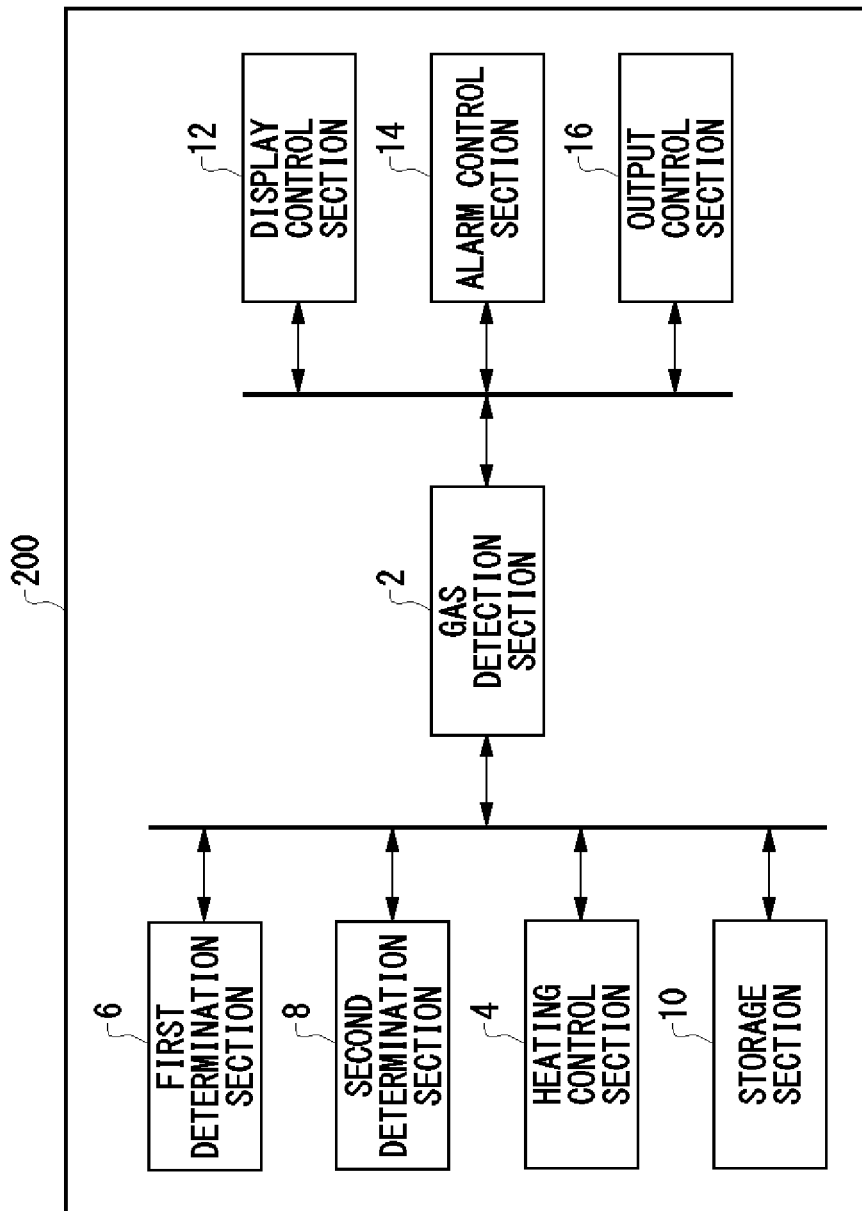 200
6
FIRST
DETERMINATION
SECTION
8
SECOND
DETERMINATION
SECTION
4
HEATING
CONTROL
SECTION
10
STORAGE
SECTION
2
GAS
DETECTION
SECTION
12
DISPLAY
CONTROL
SECTION
14
ALARM CONTROL
SECTION
16
OUTPUT
CONTROL
SECTION